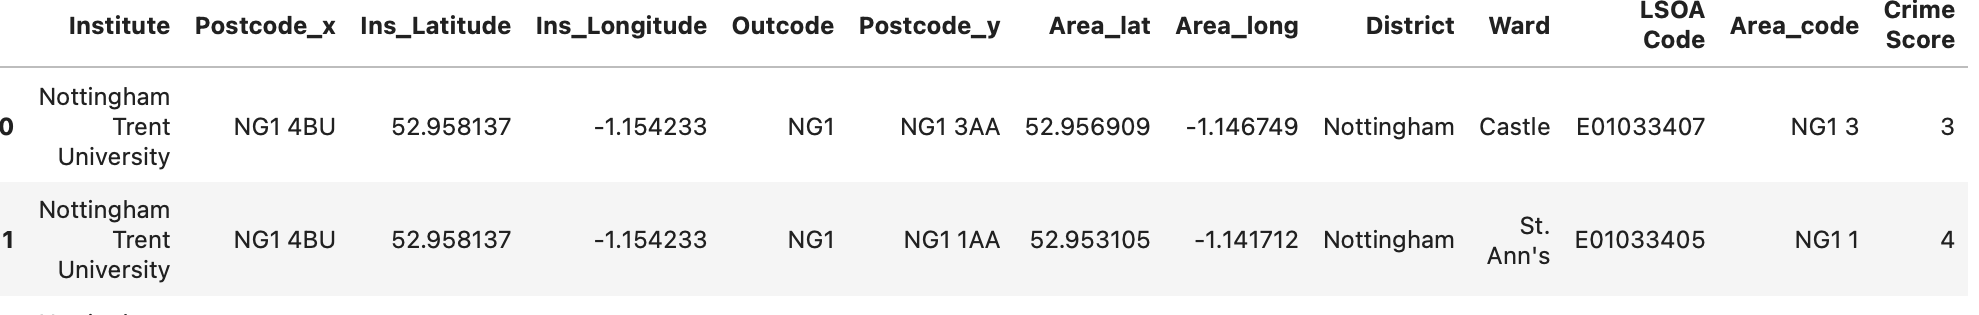 Institute Postcode_x Ins_Latitude Ins_Longitude Outcode Postcode_y Area_lat Area_long District Ward LSOA Code Area_code Crime Score
0 Nottingham Trent University NG1 4BU 52.958137 -1.154233 NG1 NG1 3AA 52.956909 -1.146749 Nottingham Castle E01033407 NG1 3 3
1 Nottingham Trent University NG1 4BU 52.958137 -1.154233 NG1 NG1 1AA 52.953105 -1.141712 Nottingham St. Ann's E01033405 NG1 1 4